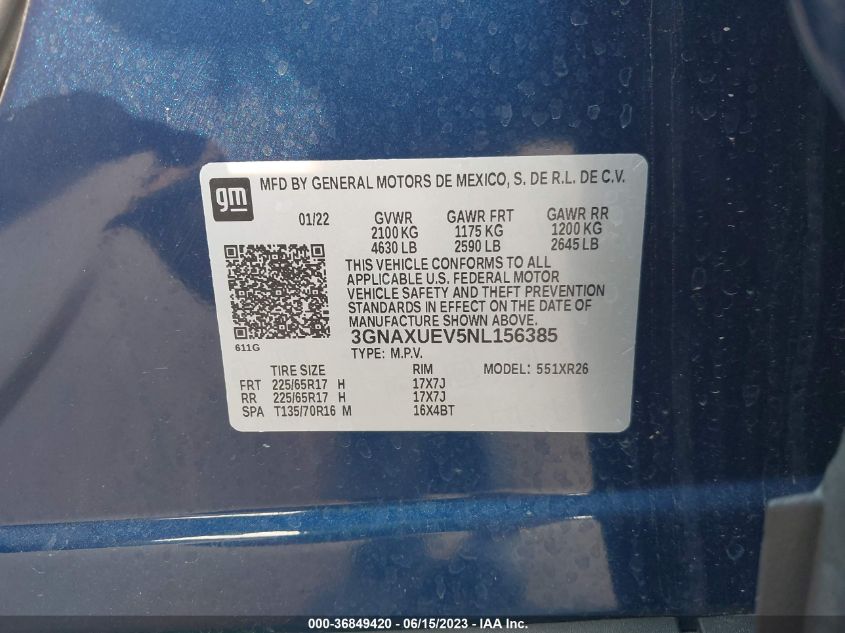 gm MFD BY GENERAL MOTORS DE MEXICO, S. DE R.L. DE C.V.
01/22 GVWR GAWR FRT GAWR RR
2100 KG 1175 KG 1200 KG
4630 LB 2590 LB 2645 LB
THIS VEHICLE CONFORMS TO ALL
APPLICABLE U.S. FEDERAL MOTOR
VEHICLE SAFETY AND THEFT PREVENTION
STANDARDS IN EFFECT ON THE DATE OF
MANUFACTURE SHOWN ABOVE.
3GNAXUEV5NL156385
611G TYPE: M.P.V.
TIRE SIZE RIM MODEL: 551XR26
FRT 225/65R17 H 17X7J
RR 225/65R17 H 17X7J
SPA T135/70R16 M 16X4BT
000-36849420 - 06/15/2023 - IAA Inc.